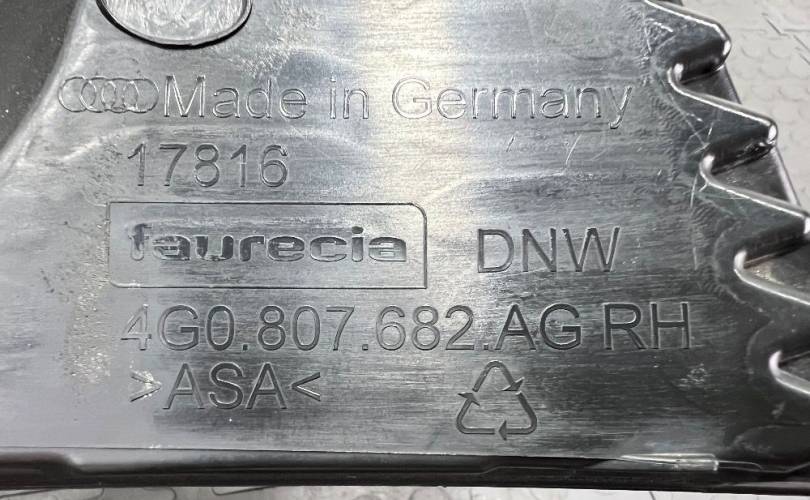 Made in Germany
17816
faurecia DNW
4G0.807.682.AG RH
>ASA<